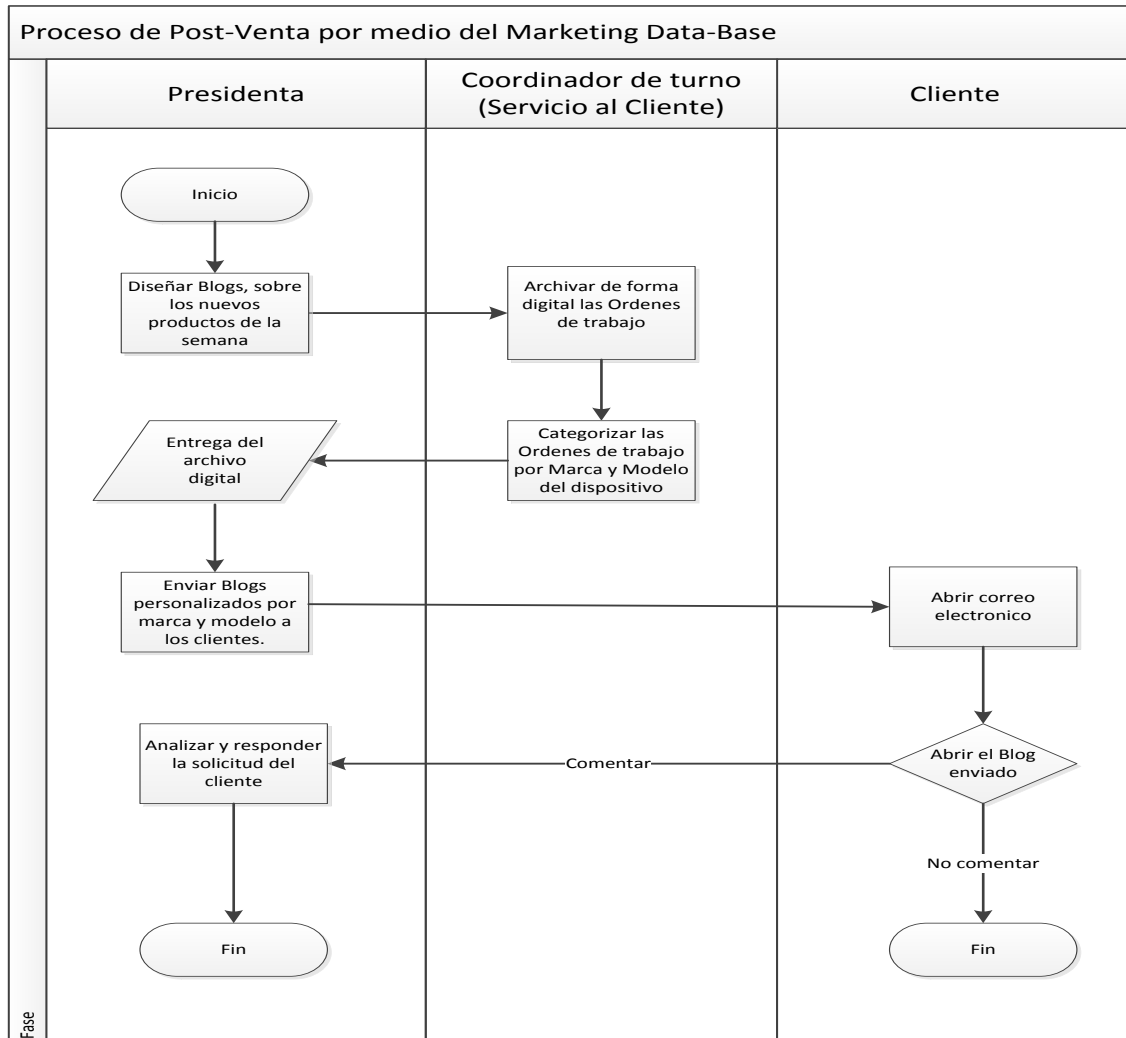 Proceso de Post-Venta por medio del Marketing Data-Base
Presidenta
Coordinador de turno
(Servicio al Cliente)
Cliente
Inicio
Diseñar Blogs, sobre
los nuevos
productos de la
semana
Archivar de forma
digital las Ordenes
de trabajo
Entrega del
archivo
digital
Categorizar las
Ordenes de trabajo
por Marca y Modelo
del dispositivo
Enviar Blogs
personalizados por
marca y modelo a
los clientes.
Abrir correo
electronico
Analizar y responder
la solicitud del
cliente
Comentar
Abrir el Blog
enviado
No comentar
Fin
Fin
Fase